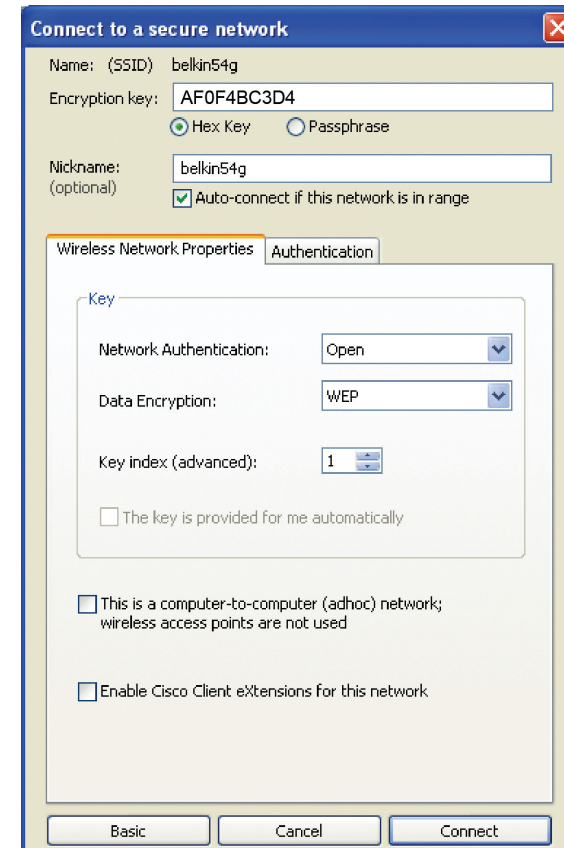 Connect to a secure network
Name: (SSID) belkin54g
Encryption key: AF0F4BC3D4
Hex Key Passphrase
Nickname: belkin54g
(optional)
Auto-connect if this network is in range
Wireless Network Properties Authentication
Key
Network Authentication: Open
Data Encryption: WEP
Key index (advanced): 1
The key is provided for me automatically
This is a computer-to-computer (adhoc) network;
wireless access points are not used
Enable Cisco Client eXtensions for this network
Basic Cancel Connect